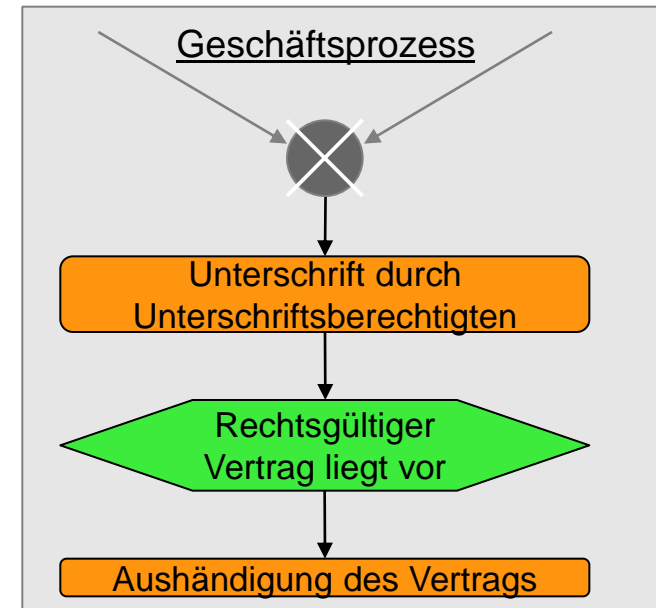 Geschäftsprozess
Unterschrift durch
Unterschriftsberechtigten
Rechtsgültiger
Vertrag liegt vor
Aushändigung des Vertrags